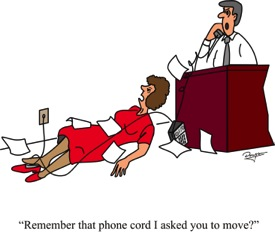 “Remember that phone cord I asked you to move?”